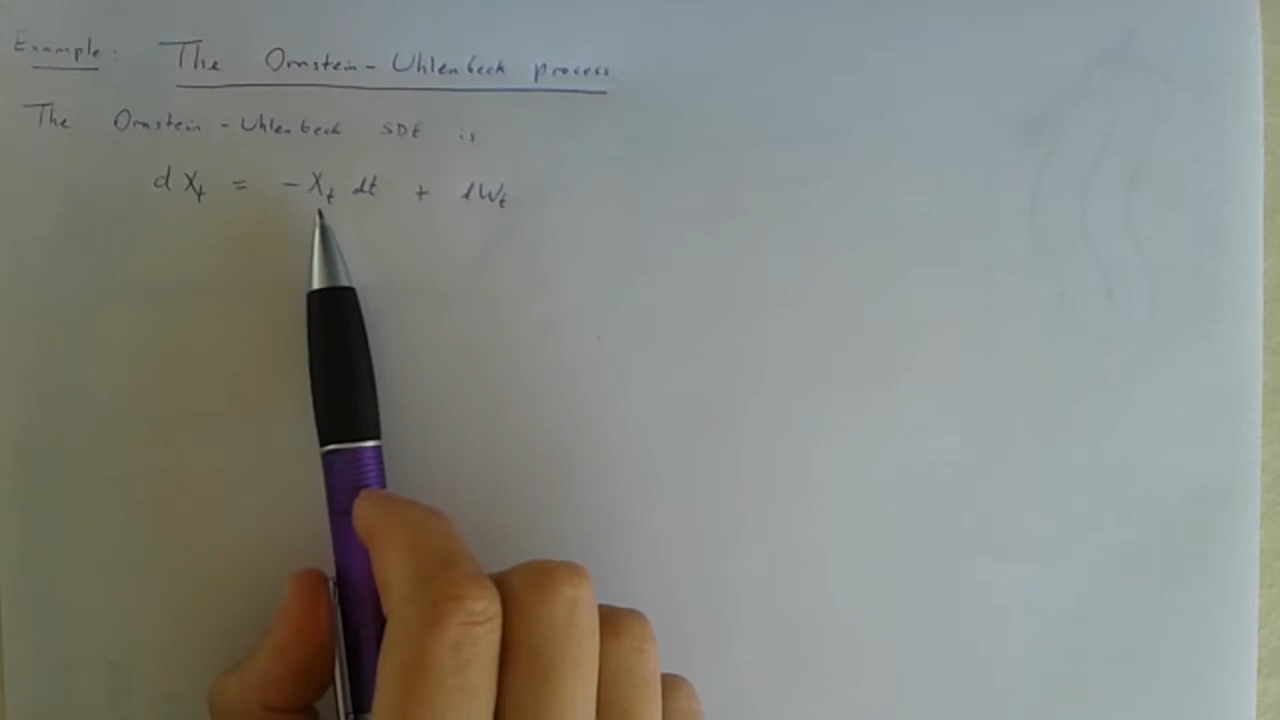 Example: The Ornstein-Uhlenbeck process
The Ornstein-Uhlenbeck SDE is
dX_t = -X_t dt + dW_t